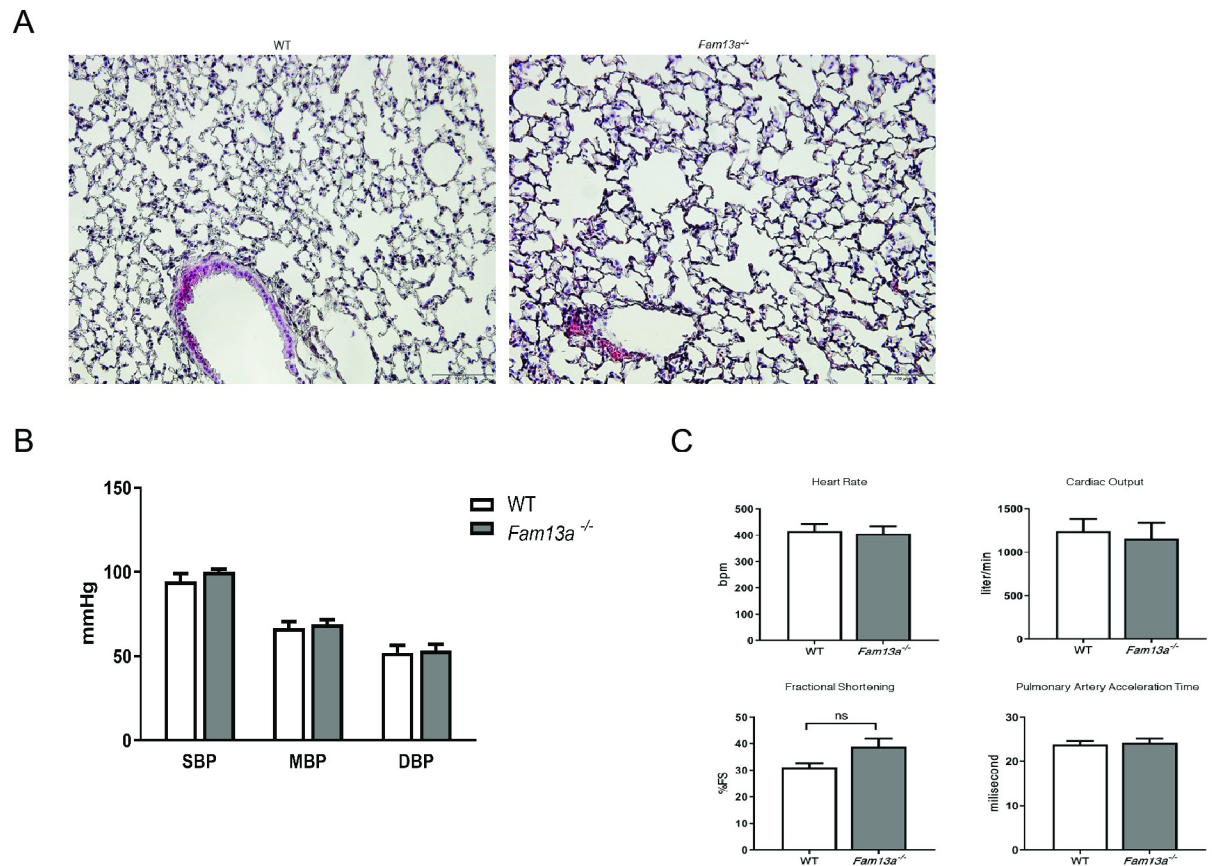 A
WT
Fam13a-/-
100 µm
B
mmHg
150
100
50
0
SBP
MBP
DBP
WT
Fam13a -/-
C
Heart Rate
bpm
500
400
300
200
100
0
WT
Fam13a-/-
Cardiac Output
liter/min
1500
1000
500
0
WT
Fam13a-/-
Fractional Shortening
%FS
50
40
30
20
10
0
ns
WT
Fam13a-/-
Pulmonary Artery Acceleration Time
milisecond
30
20
10
0
WT
Fam13a-/-